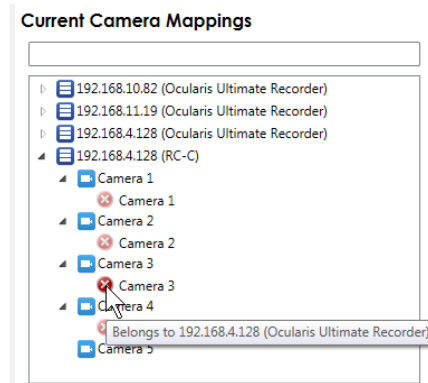 Current Camera Mappings
192.168.10.82 (Ocularis Ultimate Recorder)
192.168.11.19 (Ocularis Ultimate Recorder)
192.168.4.128 (Ocularis Ultimate Recorder)
192.168.4.128 (RC-C)
Camera 1
Camera 1
Camera 2
Camera 2
Camera 3
Camera 3
Camera 4
Belongs to 192.168.4.128 (Ocularis Ultimate Recorder)
Camera 5